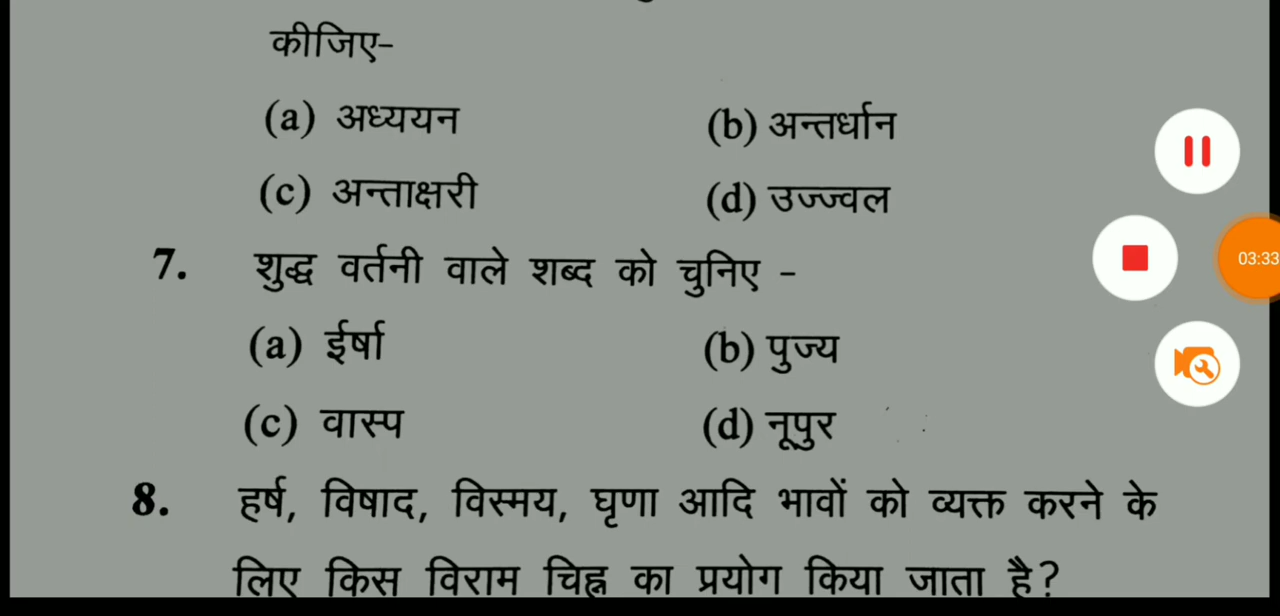 कीजिए-
(a) अध्ययन (b) अन्तर्धान
(c) अन्ताक्षरी (d) उज्ज्वल
7. शुद्ध वर्तनी वाले शब्द को चुनिए -
(a) ईर्षा (b) पुज्य
(c) वास्प (d) नूपुर
8. हर्ष, विषाद, विस्मय, घृणा आदि भावों को व्यक्त करने के
लिए किस विराम चिह्न का प्रयोग किया जाता है?
03:33